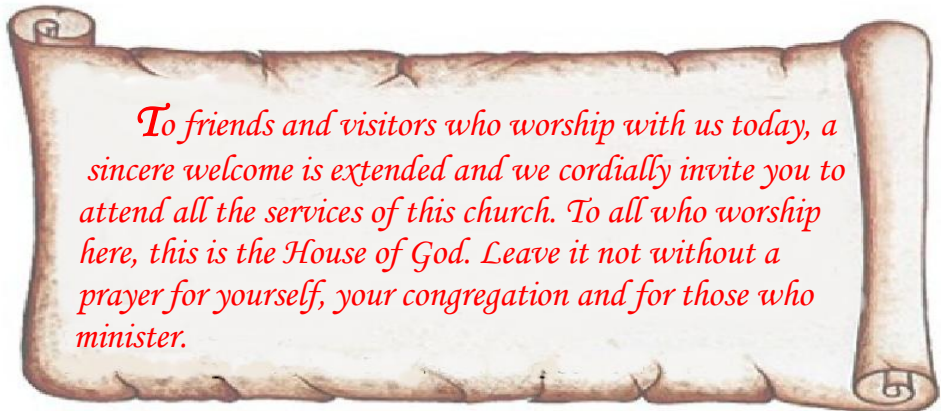 To friends and visitors who worship with us today, a
sincere welcome is extended and we cordially invite you to
attend all the services of this church. To all who worship
here, this is the House of God. Leave it not without a
prayer for yourself, your congregation and for those who
minister.